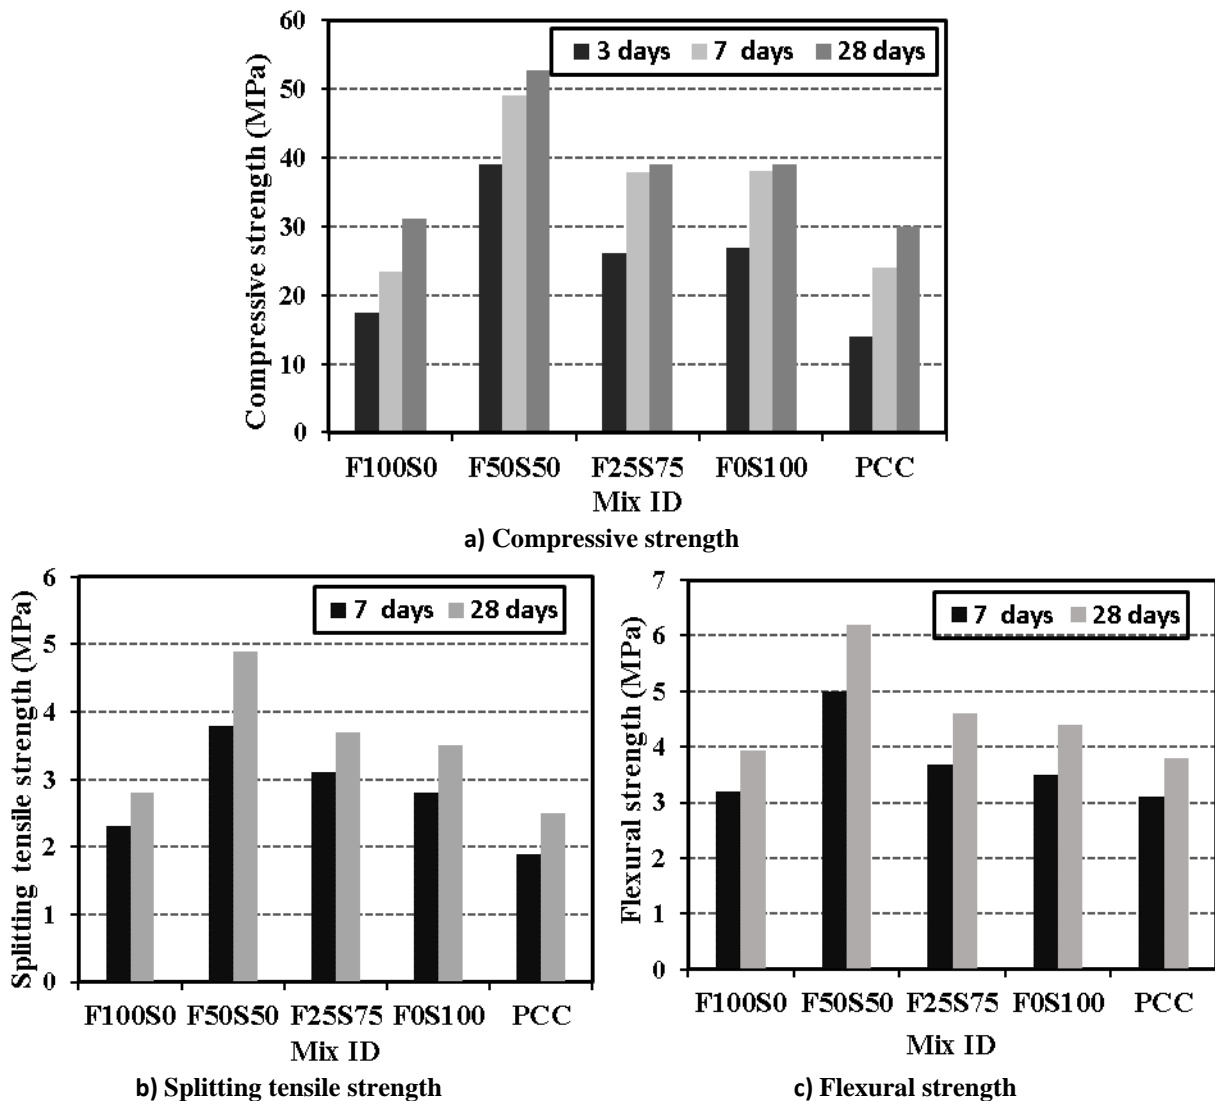 60
50
40
30
20
10
0
Compressive strength (MPa)
3 days 7 days 28 days
F100S0 F50S50 F25S75 F0S100 PCC
Mix ID
a) Compressive strength
6
5
4
3
2
1
0
Splitting tensile strength (MPa)
7 days 28 days
F100S0 F50S50 F25S75 F0S100 PCC
Mix ID
b) Splitting tensile strength
7
6
5
4
3
2
1
0
Flexural strength (MPa)
7 days 28 days
F100S0 F50S50 F25S75 F0S100 PCC
Mix ID
c) Flexural strength